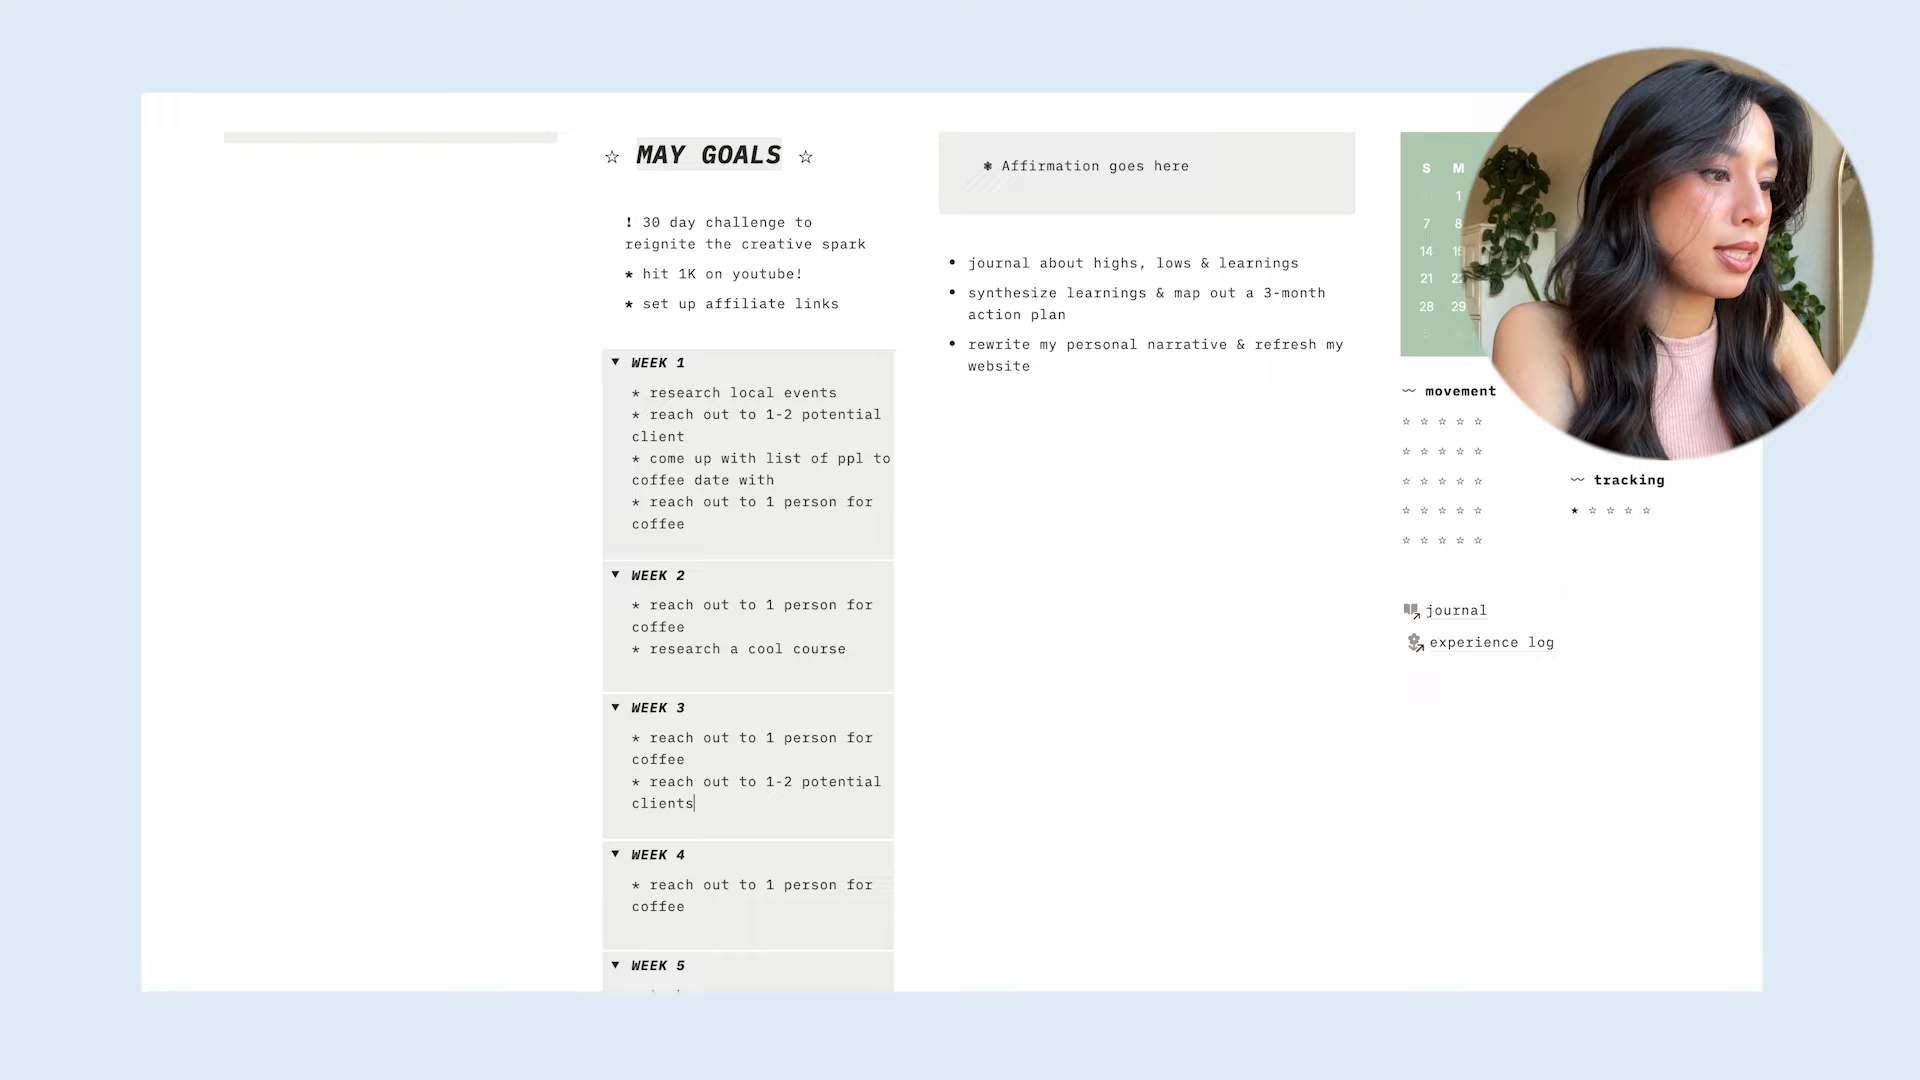 ☆ MAY GOALS ☆
! 30 day challenge to
reignite the creative spark
* hit 1K on youtube!
* set up affiliate links
▼ WEEK 1
* research local events
* reach out to 1-2 potential
client
* come up with list of ppl to
coffee date with
* reach out to 1 person for
coffee
▼ WEEK 2
* reach out to 1 person for
coffee
* research a cool course
▼ WEEK 3
* reach out to 1 person for
coffee
* reach out to 1-2 potential
clients
▼ WEEK 4
* reach out to 1 person for
coffee
▼ WEEK 5
✱ Affirmation goes here
• journal about highs, lows & learnings
• synthesize learnings & map out a 3-month
action plan
• rewrite my personal narrative & refresh my
website
S M
1
7 8
14
21
28 29
〰 movement
☆ ☆ ☆ ☆ ☆
☆ ☆ ☆ ☆ ☆
☆ ☆ ☆ ☆ ☆
☆ ☆ ☆ ☆ ☆
☆ ☆ ☆ ☆ ☆
〰 tracking
★ ☆ ☆ ☆ ☆
journal
experience log